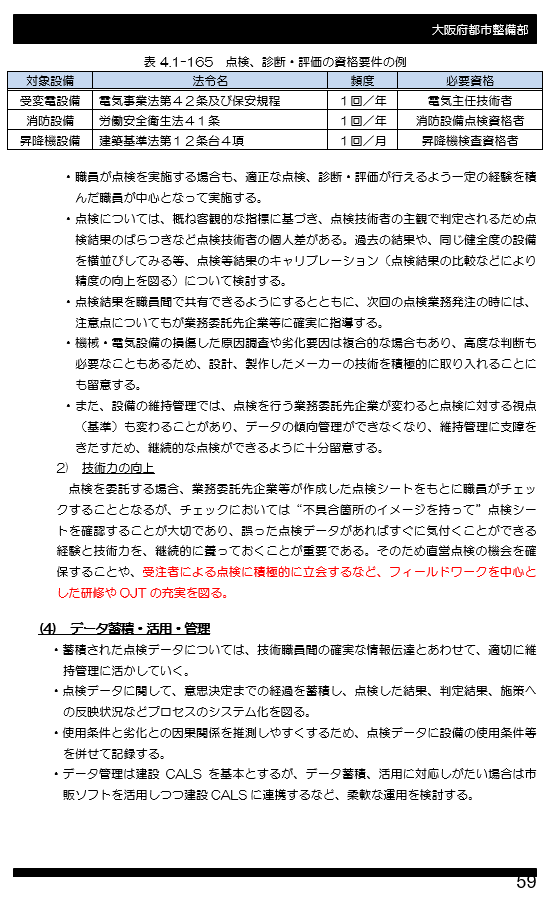 大阪府都市整備部
表 4.1-165 点検、診断・評価の資格要件の例
対象設備 法令名 頻度 必要資格
受変電設備 電気事業法第４２条及び保安規程 １回／年 電気主任技術者
消防設備 労働安全衛生法４１条 １回／年 消防設備点検資格者
昇降機設備 建築基準法第１２条台４項 １回／月 昇降機検査資格者
・職員が点検を実施する場合も、適正な点検、診断・評価が行えるよう一定の経験を積
んだ職員が中心となって実施する。
・点検については、概ね客観的な指標に基づき、点検技術者の主観で判定されるため点
検結果のばらつきなど点検技術者の個人差がある。過去の結果や、同じ健全度の設備
を横並びしてみる等、点検等結果のキャリブレーション（点検結果の比較などにより
精度の向上を図る）について検討する。
・点検結果を職員間で共有できるようにするとともに、次回の点検業務発注の時には、
注意点についてもが業務委託先企業等に確実に指導する。
・機械・電気設備の損傷した原因調査や劣化要因は複合的な場合もあり、高度な判断も
必要なこともあるため、設計、製作したメーカーの技術を積極的に取り入れることに
も留意する。
・また、設備の維持管理では、点検を行う業務委託先企業が変わると点検に対する視点
（基準）も変わることがあり、データの傾向管理ができなくなり、維持管理に支障を
きたすため、継続的な点検ができるように十分留意する。
2) 技術力の向上
点検を委託する場合、業務委託先企業等が作成した点検シートをもとに職員がチェッ
クすることとなるが、チェックにおいては“不具合箇所のイメージを持って”点検シー
トを確認することが大切であり、誤った点検データがあればすぐに気付くことができる
経験と技術力を、継続的に養っておくことが重要である。そのため直営点検の機会を確
保することや、受注者による点検に積極的に立会するなど、フィールドワークを中心と
した研修や OJT の充実を図る。
(4) データ蓄積・活用・管理
・蓄積された点検データについては、技術職員間の確実な情報伝達とあわせて、適切に維
持管理に活かしていく。
・点検データに関して、意思決定までの経過を蓄積し、点検した結果、判定結果、施策へ
の反映状況などプロセスのシステム化を図る。
・使用条件と劣化との因果関係を推測しやすくするため、点検データに設備の使用条件等
を併せて記録する。
・データ管理は建設 CALS を基本とするが、データ蓄積、活用に対応しがたい場合は市
販ソフトを活用しつつ建設 CALS に連携するなど、柔軟な運用を検討する。
59